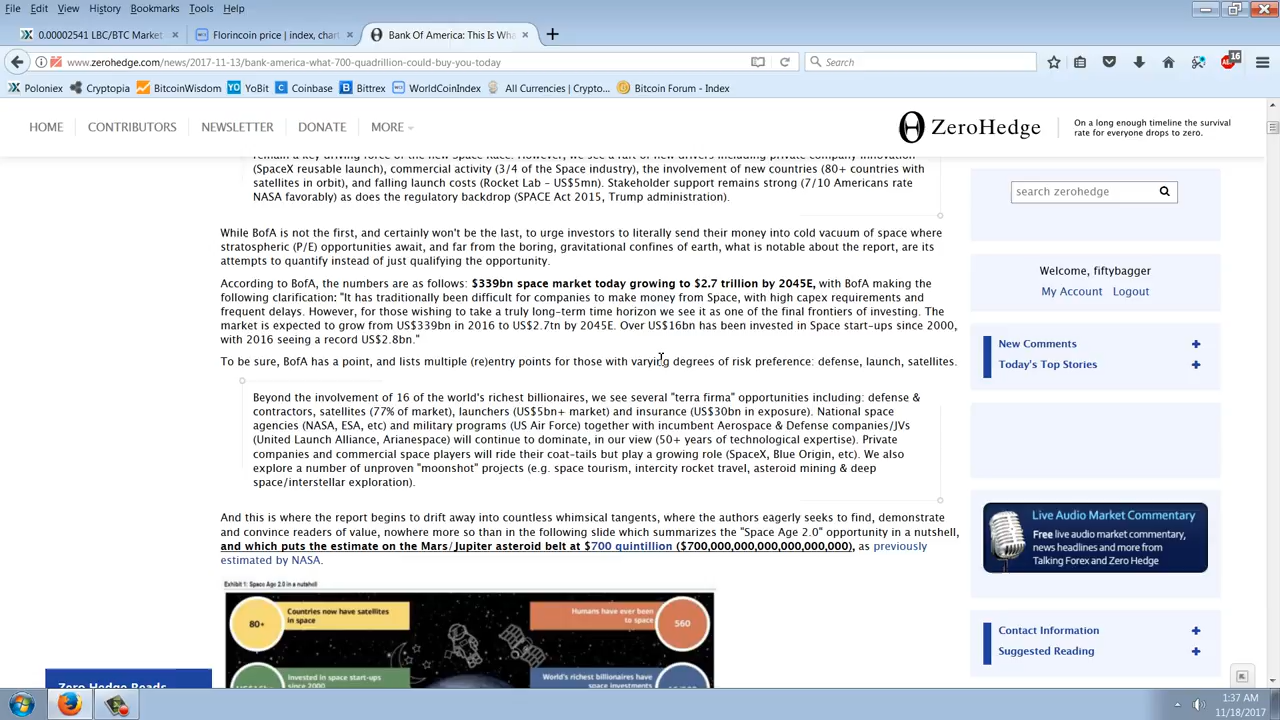 File Edit View History Bookmarks Tools Help
0.00002541 LBC/BTC Market
Florincoin price | index, chart
Bank Of America: This Is Wha
www.zerohedge.com/news/2017-11-13/bank-america-what-700-quadrillion-could-buy-you-today
Search
16
Poloniex Cryptopia BitcoinWisdom YoBit Coinbase Bittrex WorldCoinIndex All Currencies | Crypto... Bitcoin Forum - Index
HOME CONTRIBUTORS NEWSLETTER DONATE MORE
ZeroHedge
On a long enough timeline the survival
rate for everyone drops to zero.
(SpaceX reusable launch), commercial activity (3/4 of the Space industry), the involvement of new countries (80+ countries with
satellites in orbit), and falling launch costs (Rocket Lab – US$5mn). Stakeholder support remains strong (7/10 Americans rate
NASA favorably) as does the regulatory backdrop (SPACE Act 2015, Trump administration).
While BofA is not the first, and certainly won't be the last, to urge investors to literally send their money into cold vacuum of space where
stratospheric (P/E) opportunities await, and far from the boring, gravitational confines of earth, what is notable about the report, are its
attempts to quantify instead of just qualifying the opportunity.
According to BofA, the numbers are as follows: $339bn space market today growing to $2.7 trillion by 2045E, with BofA making the
following clarification: "It has traditionally been difficult for companies to make money from Space, with high capex requirements and
frequent delays. However, for those wishing to take a truly long-term time horizon we see it as one of the final frontiers of investing. The
market is expected to grow from US$339bn in 2016 to US$2.7tn by 2045E. Over US$16bn has been invested in Space start-ups since 2000,
with 2016 seeing a record US$2.8bn."
To be sure, BofA has a point, and lists multiple (re)entry points for those with varying degrees of risk preference: defense, launch, satellites.
Beyond the involvement of 16 of the world's richest billionaires, we see several "terra firma" opportunities including: defense &
contractors, satellites (77% of market), launchers (US$5bn+ market) and insurance (US$30bn in exposure). National space
agencies (NASA, ESA, etc) and military programs (US Air Force) together with incumbent Aerospace & Defense companies/JVs
(United Launch Alliance, Arianespace) will continue to dominate, in our view (50+ years of technological expertise). Private
companies and commercial space players will ride their coat-tails but play a growing role (SpaceX, Blue Origin, etc). We also
explore a number of unproven "moonshot" projects (e.g. space tourism, intercity rocket travel, asteroid mining & deep
space/interstellar exploration).
And this is where the report begins to drift away into countless whimsical tangents, where the authors eagerly seeks to find, demonstrate
and convince readers of value, nowhere more so than in the following slide which summarizes the "Space Age 2.0" opportunity in a nutshell,
and which puts the estimate on the Mars/Jupiter asteroid belt at $700 quintillion ($700,000,000,000,000,000,000), as previously
estimated by NASA.
Exhibit 1: Space Age 2.0 in a nutshell
80+
Countries now have satellites
in space
Humans have ever been
to space
560
Invested in space start-ups
since 2000
World's richest billionaires have
space investments
search zerohedge
Welcome, fiftybagger
My Account Logout
New Comments
Today's Top Stories
Live Audio Market Commentary
Free live audio market commentary,
news headlines and more from
Talking Forex and Zero Hedge
Contact Information
Suggested Reading
Zero Hedge Reads
1:37 AM
11/18/2017